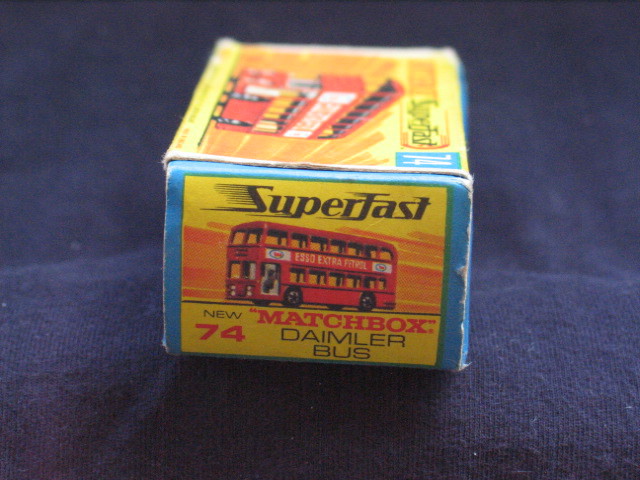 SUPERFAST
ESSO EXTRA PETROL
NEW "MATCHBOX"
74 DAIMLER
BUS
SUPERFAST
74